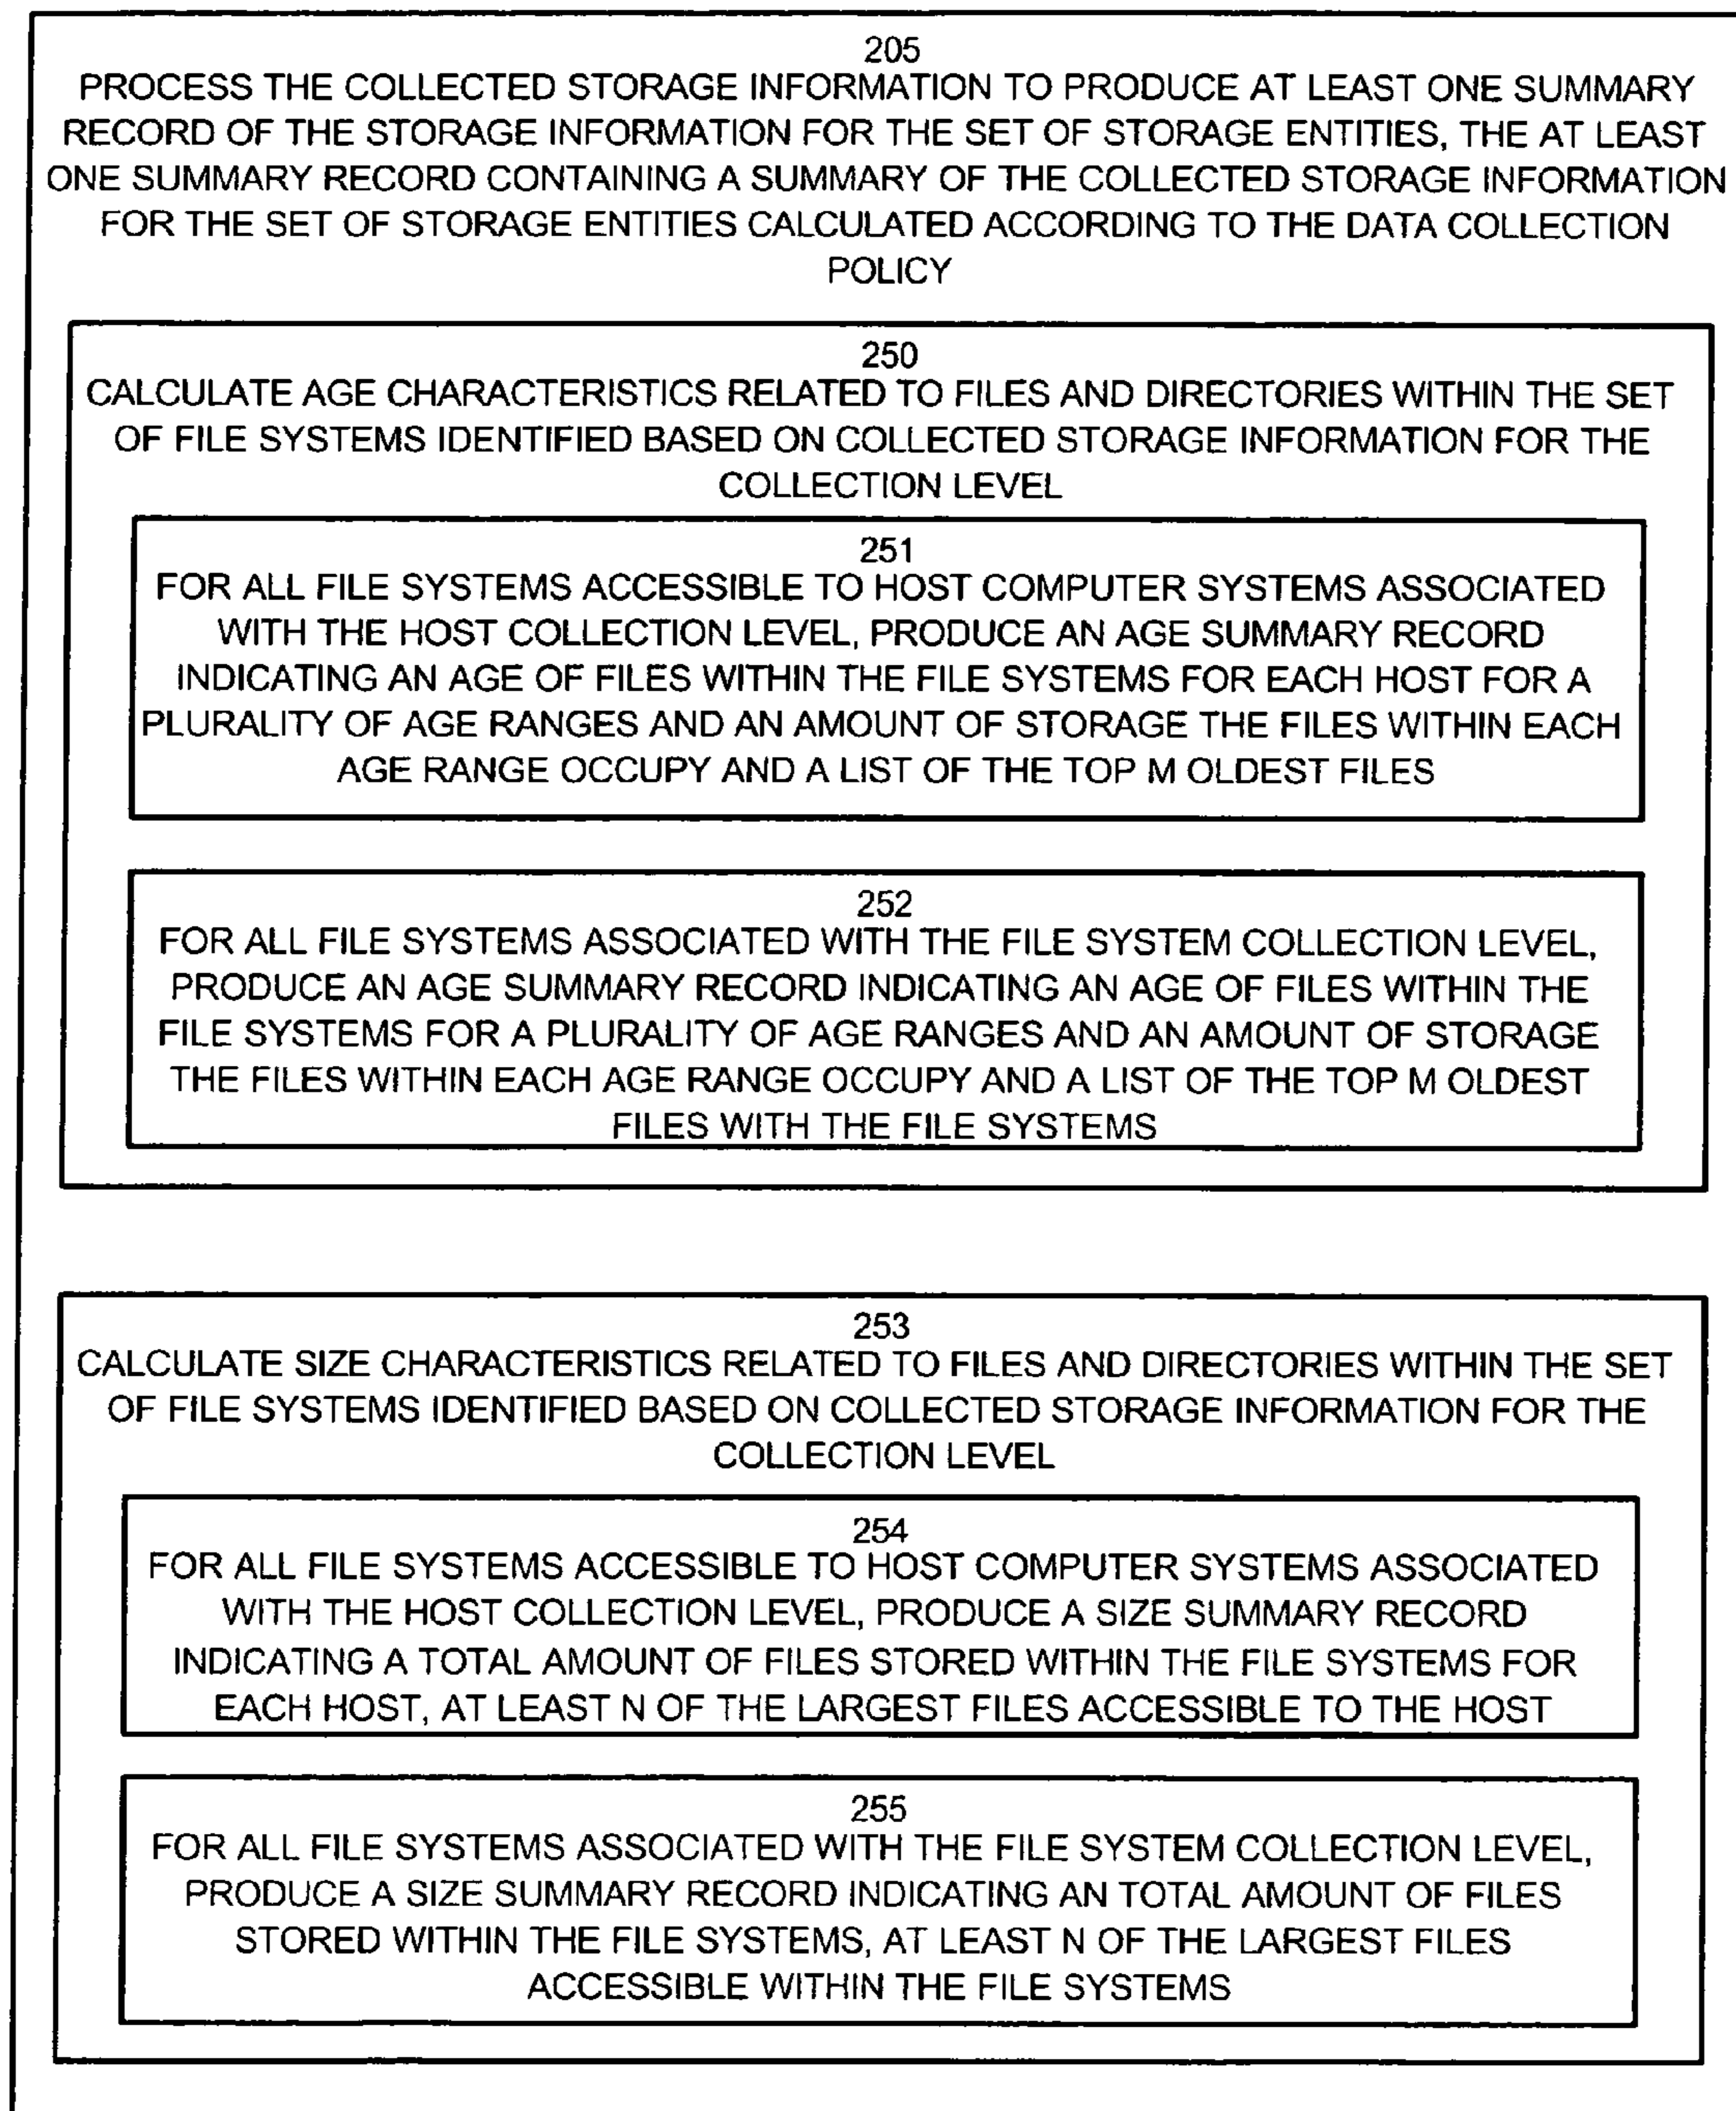 205
PROCESS THE COLLECTED STORAGE INFORMATION TO PRODUCE AT LEAST ONE SUMMARY
RECORD OF THE STORAGE INFORMATION FOR THE SET OF STORAGE ENTITIES, THE AT LEAST
ONE SUMMARY RECORD CONTAINING A SUMMARY OF THE COLLECTED STORAGE INFORMATION
FOR THE SET OF STORAGE ENTITIES CALCULATED ACCORDING TO THE DATA COLLECTION
POLICY
250
CALCULATE AGE CHARACTERISTICS RELATED TO FILES AND DIRECTORIES WITHIN THE SET
OF FILE SYSTEMS IDENTIFIED BASED ON COLLECTED STORAGE INFORMATION FOR THE
COLLECTION LEVEL
251
FOR ALL FILE SYSTEMS ACCESSIBLE TO HOST COMPUTER SYSTEMS ASSOCIATED
WITH THE HOST COLLECTION LEVEL, PRODUCE AN AGE SUMMARY RECORD
INDICATING AN AGE OF FILES WITHIN THE FILE SYSTEMS FOR EACH HOST FOR A
PLURALITY OF AGE RANGES AND AN AMOUNT OF STORAGE THE FILES WITHIN EACH
AGE RANGE OCCUPY AND A LIST OF THE TOP M OLDEST FILES
252
FOR ALL FILE SYSTEMS ASSOCIATED WITH THE FILE SYSTEM COLLECTION LEVEL,
PRODUCE AN AGE SUMMARY RECORD INDICATING AN AGE OF FILES WITHIN THE
FILE SYSTEMS FOR A PLURALITY OF AGE RANGES AND AN AMOUNT OF STORAGE
THE FILES WITHIN EACH AGE RANGE OCCUPY AND A LIST OF THE TOP M OLDEST
FILES WITH THE FILE SYSTEMS
253
CALCULATE SIZE CHARACTERISTICS RELATED TO FILES AND DIRECTORIES WITHIN THE SET
OF FILE SYSTEMS IDENTIFIED BASED ON COLLECTED STORAGE INFORMATION FOR THE
COLLECTION LEVEL
254
FOR ALL FILE SYSTEMS ACCESSIBLE TO HOST COMPUTER SYSTEMS ASSOCIATED
WITH THE HOST COLLECTION LEVEL, PRODUCE A SIZE SUMMARY RECORD
INDICATING A TOTAL AMOUNT OF FILES STORED WITHIN THE FILE SYSTEMS FOR
EACH HOST, AT LEAST N OF THE LARGEST FILES ACCESSIBLE TO THE HOST
255
FOR ALL FILE SYSTEMS ASSOCIATED WITH THE FILE SYSTEM COLLECTION LEVEL,
PRODUCE A SIZE SUMMARY RECORD INDICATING AN TOTAL AMOUNT OF FILES
STORED WITHIN THE FILE SYSTEMS, AT LEAST N OF THE LARGEST FILES
ACCESSIBLE WITHIN THE FILE SYSTEMS